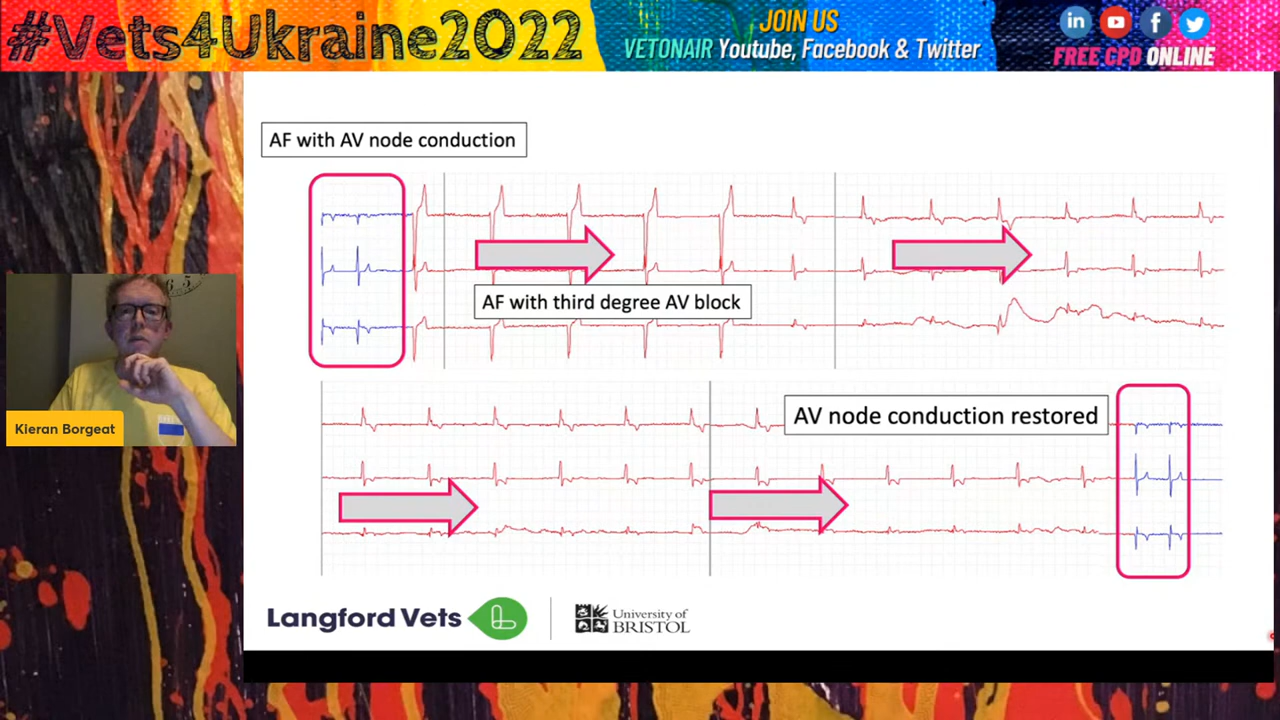 #Vets4Ukraine2022
JOIN US
VETONAIR Youtube, Facebook & Twitter
FREE CPD ONLINE
AF with AV node conduction
AF with third degree AV block
AV node conduction restored
Kieran Borgeat
Langford Vets
University of
BRISTOL